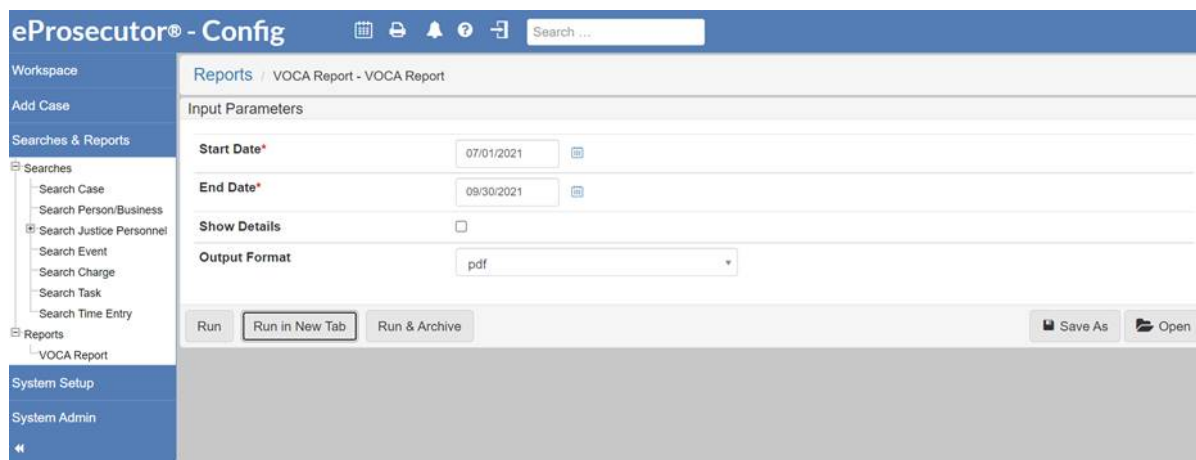 eProsecutor® - Config
Search ...
Workspace
Add Case
Searches & Reports
Searches
Search Case
Search Person/Business
Search Justice Personnel
Search Event
Search Charge
Search Task
Search Time Entry
Reports
VOCA Report
System Setup
System Admin
Reports / VOCA Report - VOCA Report
Input Parameters
Start Date* 07/01/2021
End Date* 09/30/2021
Show Details
Output Format pdf
Run Run in New Tab Run & Archive Save As Open